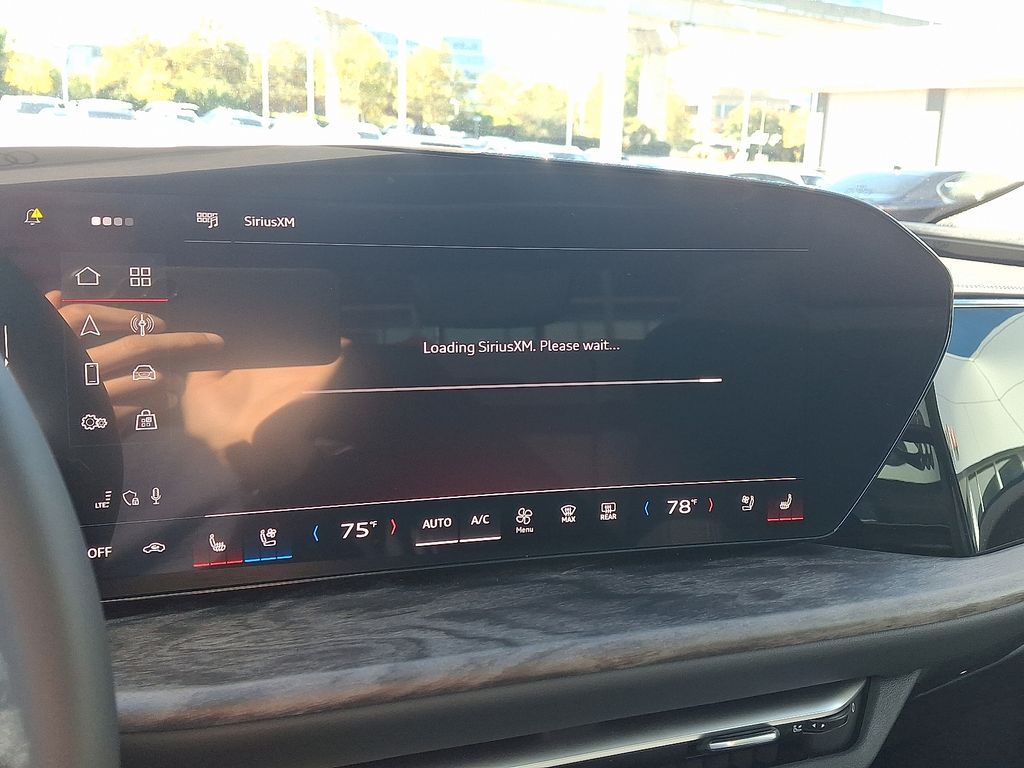 SiriusXM
Loading SiriusXM. Please wait...
LTE
OFF
75°F
AUTO
A/C
Menu
MAX
REAR
78°F